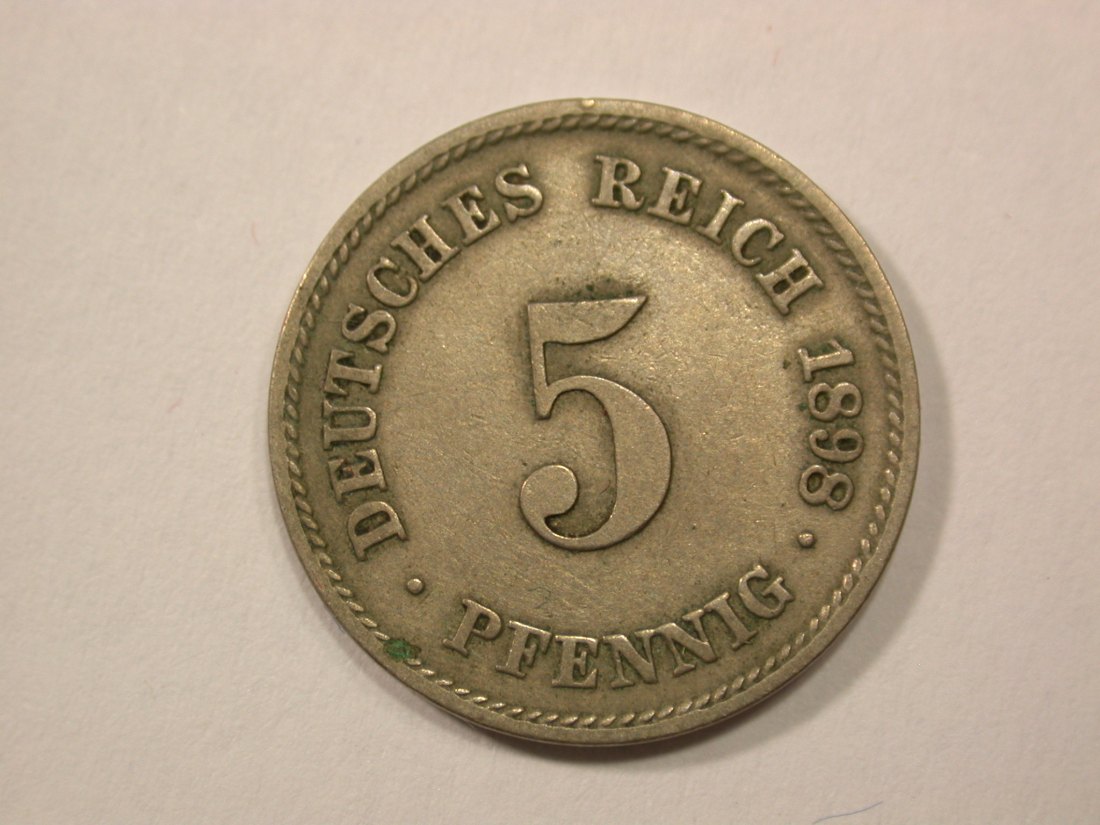 DEUTSCHES REICH 1898
5
· PFENNIG ·